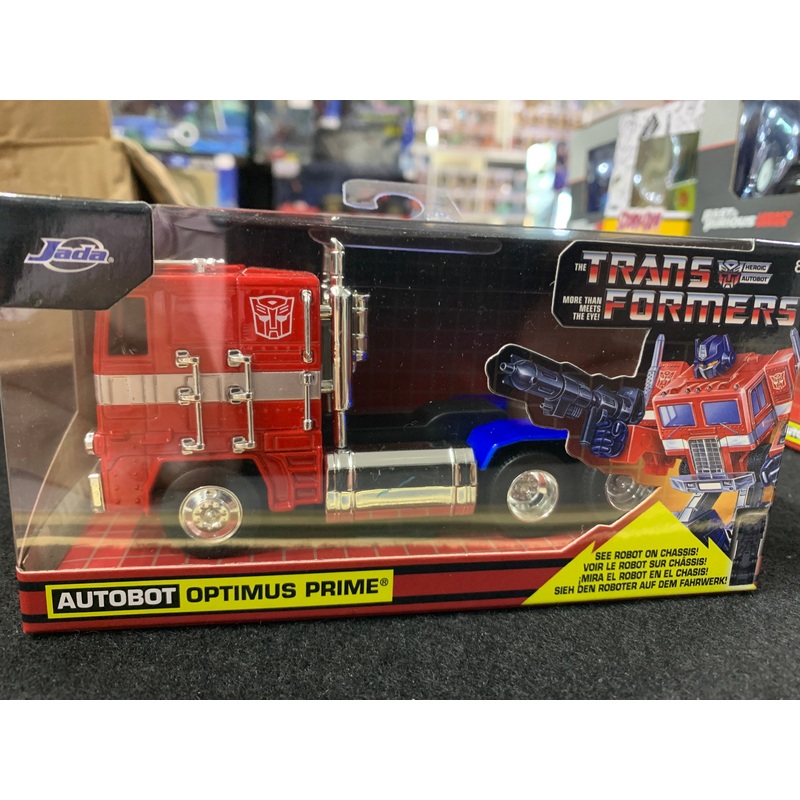 Jada
THE
TRANS
FORMERS
HEROIC
AUTOBOT
MORE THAN
MEETS
THE EYE!
SEE ROBOT ON CHASSIS!
VOIR LE ROBOT SUR CHÂSSIS!
¡MIRA EL ROBOT EN EL CHASIS!
SIEH DEN ROBOTER AUF DEM FAHRWERK!
AUTOBOT OPTIMUS PRIME®